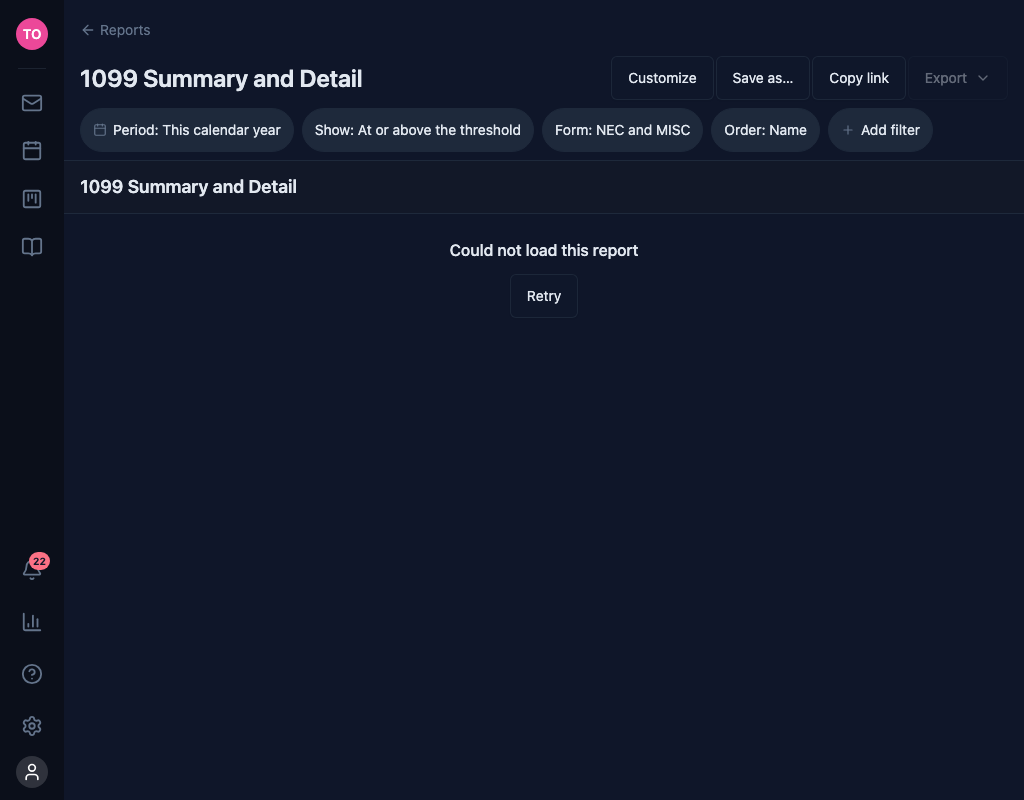 TO
Reports
1099 Summary and Detail
Customize
Save as...
Copy link
Export
Period: This calendar year
Show: At or above the threshold
Form: NEC and MISC
Order: Name
Add filter
1099 Summary and Detail
Could not load this report
Retry
22